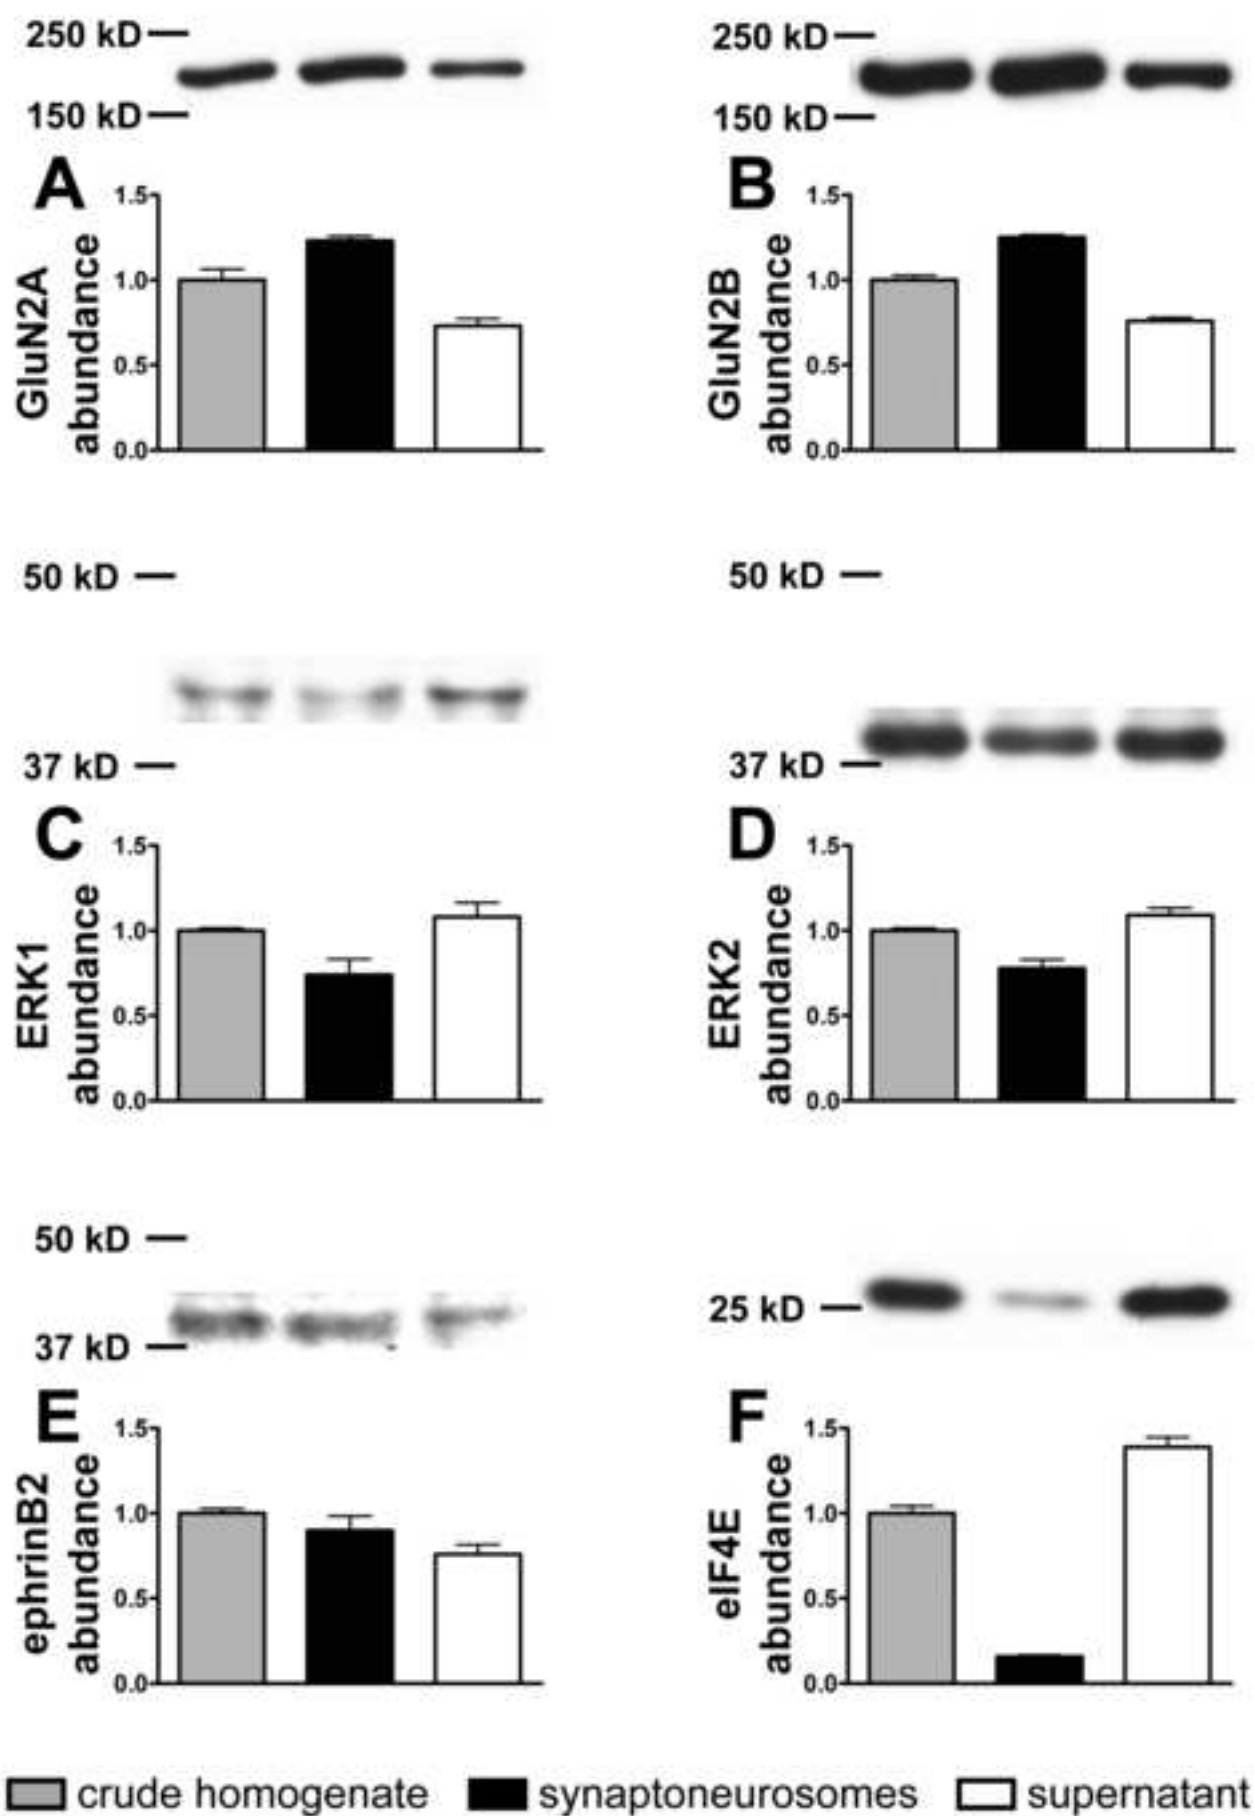 250 kD
150 kD
A
GluN2A
abundance
1.5
1.0
0.5
0.0
250 kD
150 kD
B
GluN2B
abundance
1.5
1.0
0.5
0.0
50 kD
37 kD
C
ERK1
abundance
1.5
1.0
0.5
0.0
50 kD
37 kD
D
ERK2
abundance
1.5
1.0
0.5
0.0
50 kD
37 kD
E
ephrinB2
abundance
1.5
1.0
0.5
0.0
25 kD
F
eIF4E
abundance
1.5
1.0
0.5
0.0
crude homogenate synaptoneurosomes supernatant